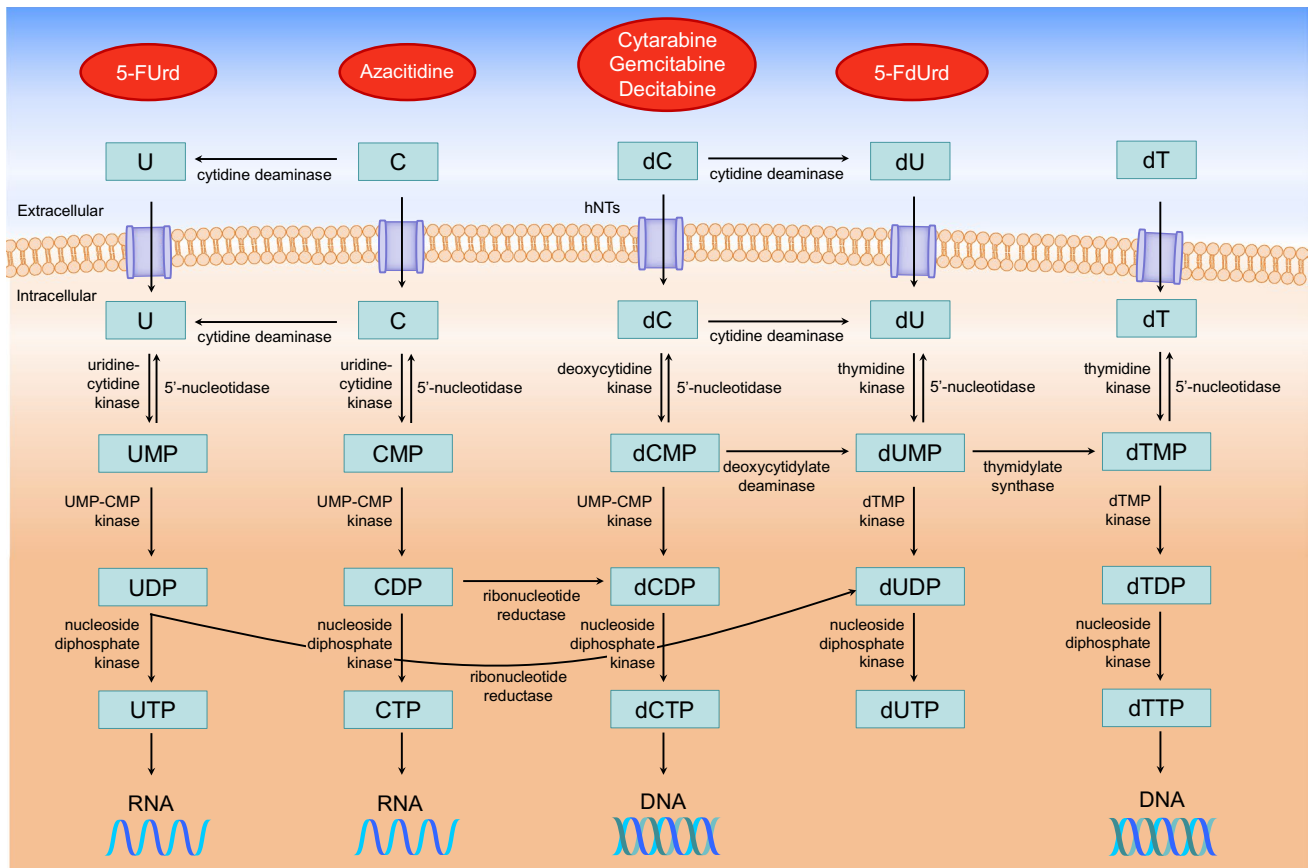 5-FUrd
Azacitidine
Cytarabine
Gemcitabine
Decitabine
5-FdUrd
U
cytidine deaminase
C
dC
cytidine deaminase
dU
dT
Extracellular
hNTs
Intracellular
U
cytidine deaminase
C
dC
cytidine deaminase
dU
dT
uridine-
cytidine
kinase
5’-nucleotidase
uridine-
cytidine
kinase
5’-nucleotidase
deoxycytidine
kinase
5’-nucleotidase
thymidine
kinase
5’-nucleotidase
thymidine
kinase
5’-nucleotidase
UMP
CMP
dCMP
deoxycytidylate
deaminase
dUMP
thymidylate
synthase
dTMP
UMP-CMP
kinase
UMP-CMP
kinase
UMP-CMP
kinase
dTMP
kinase
dTMP
kinase
UDP
CDP
ribonucleotide
reductase
dCDP
dUDP
dTDP
nucleoside
diphosphate
kinase
nucleoside
diphosphate
kinase
ribonucleotide
reductase
nucleoside
diphosphate
kinase
nucleoside
diphosphate
kinase
nucleoside
diphosphate
kinase
UTP
CTP
dCTP
dUTP
dTTP
RNA
RNA
DNA
DNA